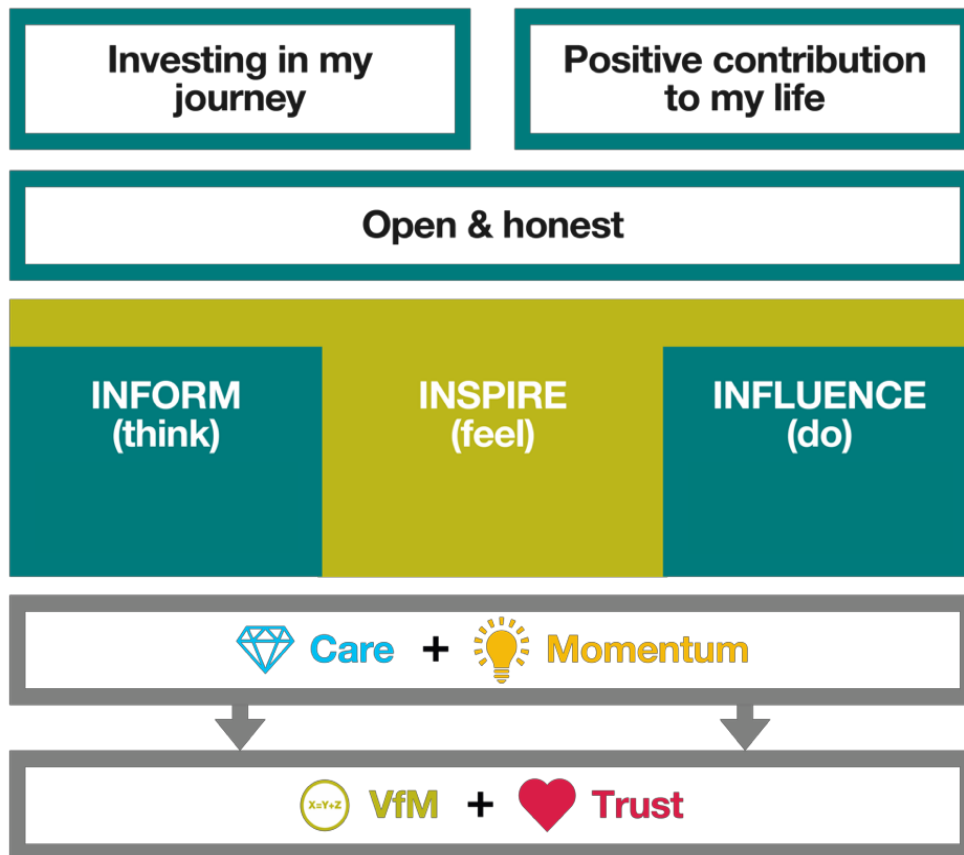 Investing in my
journey
Positive contribution
to my life
Open & honest
INFORM
(think)
INSPIRE
(feel)
INFLUENCE
(do)
Care + Momentum
X=Y+Z VfM + Trust